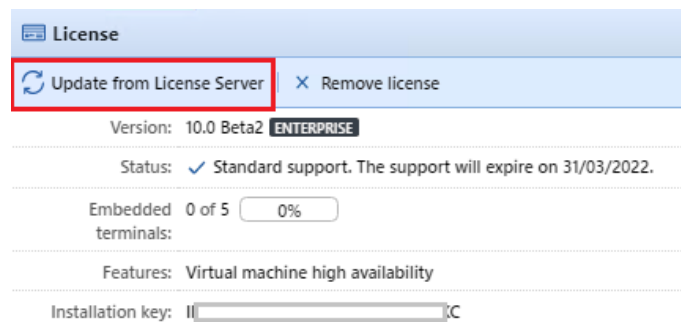 License
Update from License Server × Remove license
Version: 10.0 Beta2 ENTERPRISE
Status: ✓ Standard support. The support will expire on 31/03/2022.
Embedded terminals: 0 of 5 0%
Features: Virtual machine high availability
Installation key: